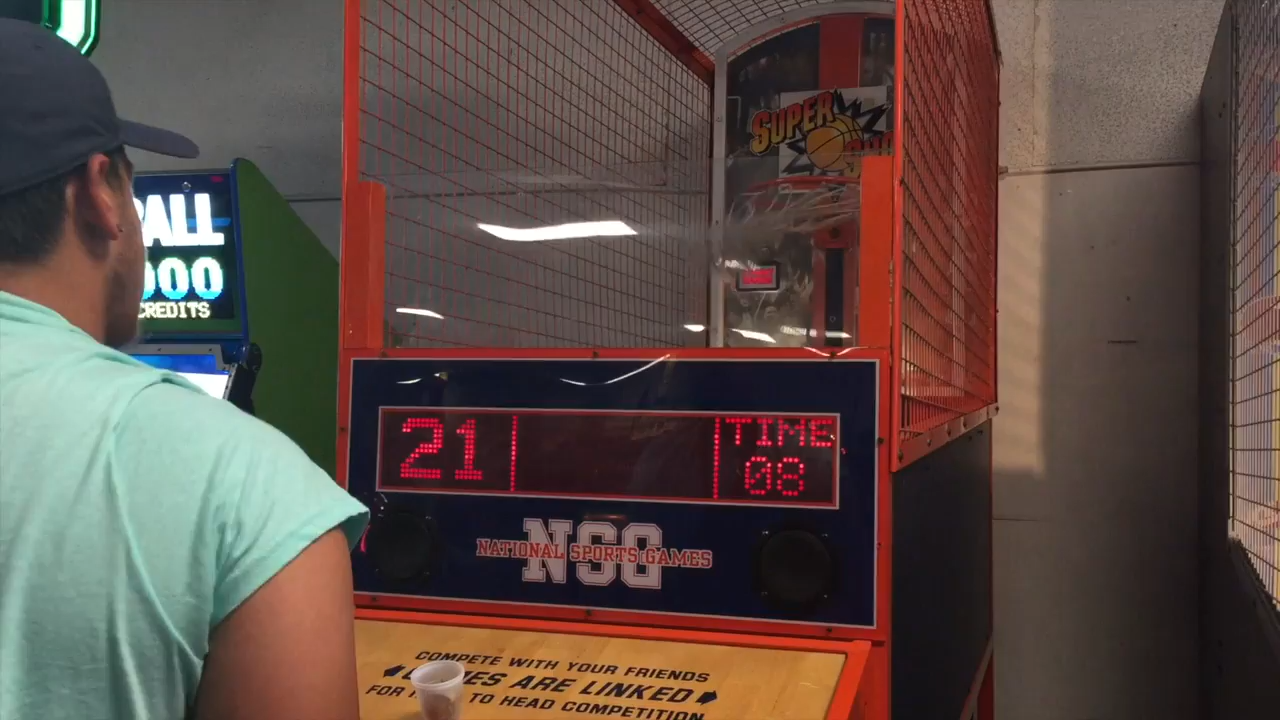 SUPER
ALL
000
CREDITS
21
TIME
08
NSG
NATIONAL SPORTS GAMES
COMPETE WITH YOUR FRIENDS
ARE LINKED
FOR TO HEAD COMPETITION